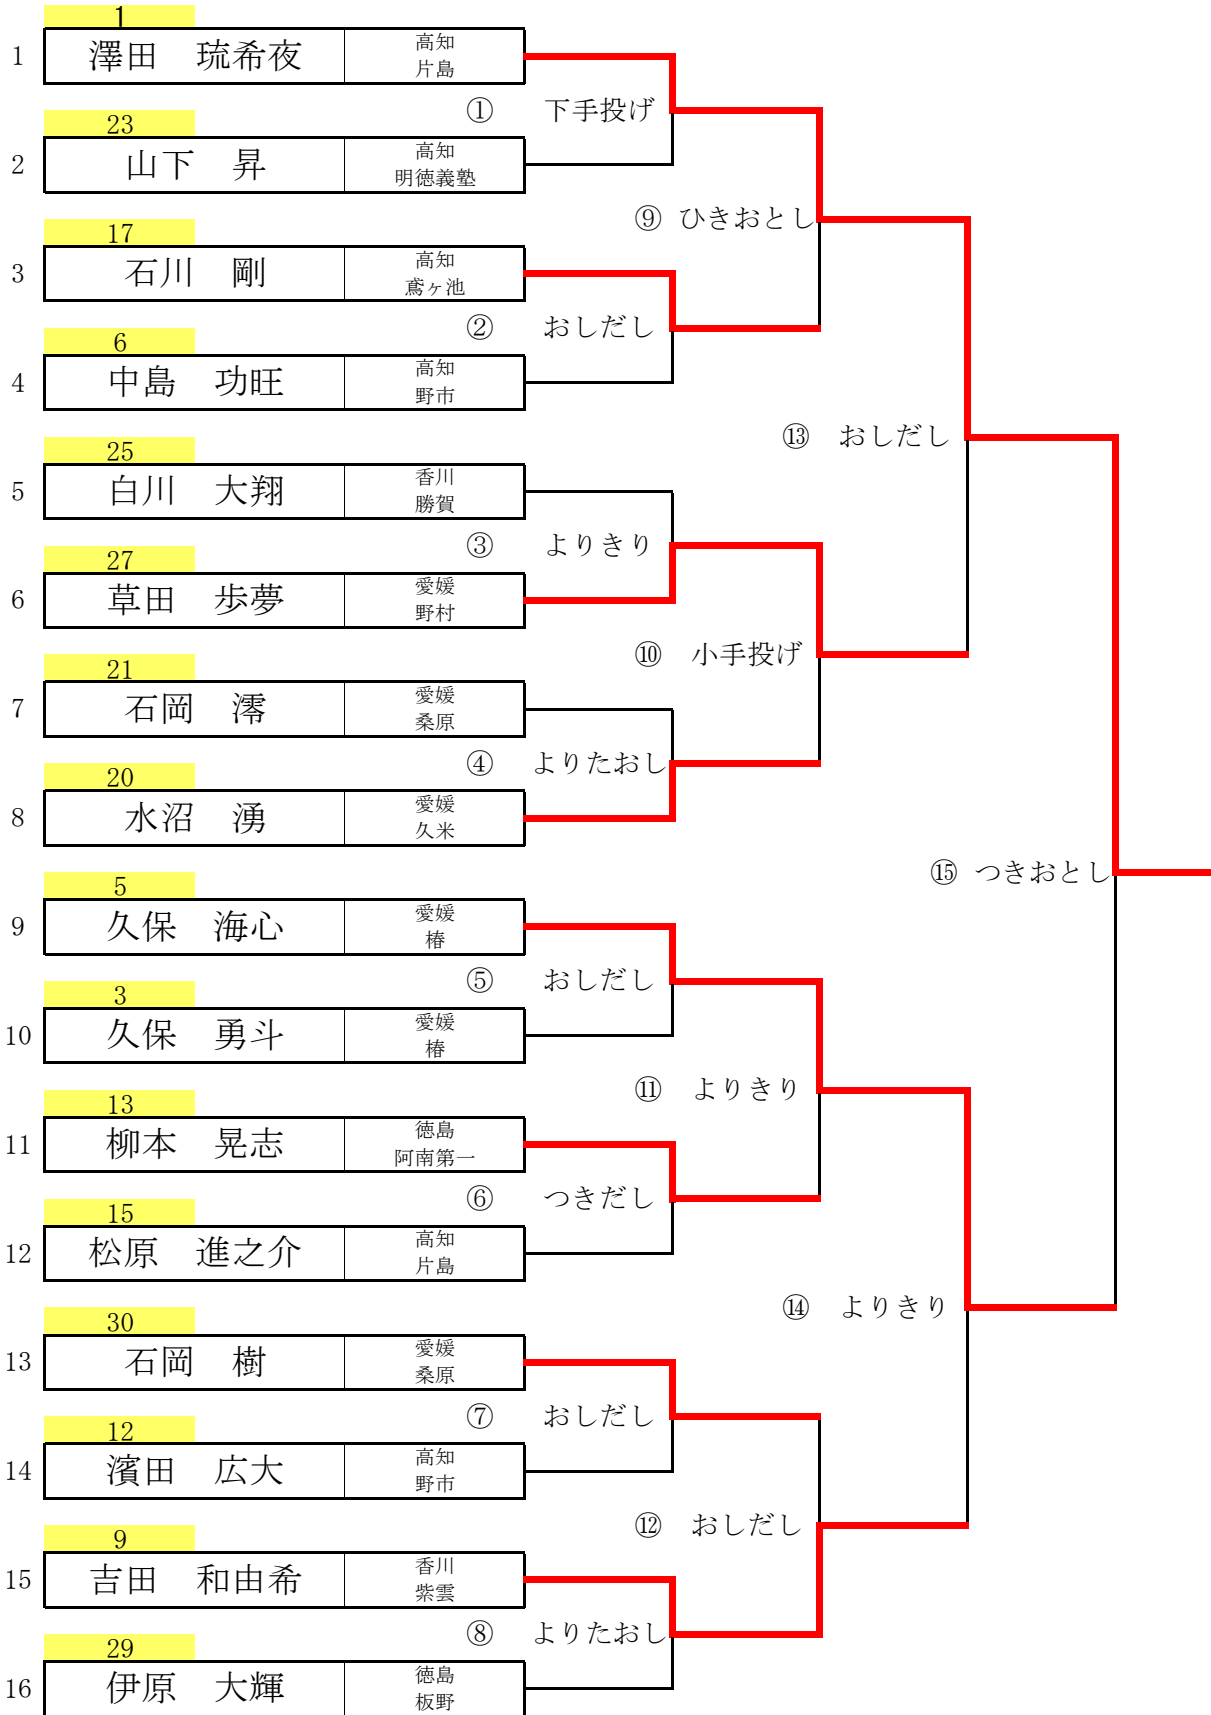 1
1 澤田 琉希夜 高知 片島
① 下手投げ
23
2 山下 昇 高知 明徳義塾
⑨ ひきおとし
17
3 石川 剛 高知 鳶ヶ池
② おしだし
6
4 中島 功旺 高知 野市
⑬ おしだし
25
5 白川 大翔 香川 勝賀
③ よりきり
27
6 草田 歩夢 愛媛 野村
⑩ 小手投げ
21
7 石岡 澪 愛媛 桑原
④ よりたおし
20
8 水沼 湧 愛媛 久米
⑮ つきおとし
5
9 久保 海心 愛媛 椿
⑤ おしだし
3
10 久保 勇斗 愛媛 椿
⑪ よりきり
13
11 柳本 晃志 徳島 阿南第一
⑥ つきだし
15
12 松原 進之介 高知 片島
⑭ よりきり
30
13 石岡 樹 愛媛 桑原
⑦ おしだし
12
14 濱田 広大 高知 野市
⑫ おしだし
9
15 吉田 和由希 香川 紫雲
⑧ よりたおし
29
16 伊原 大輝 徳島 板野